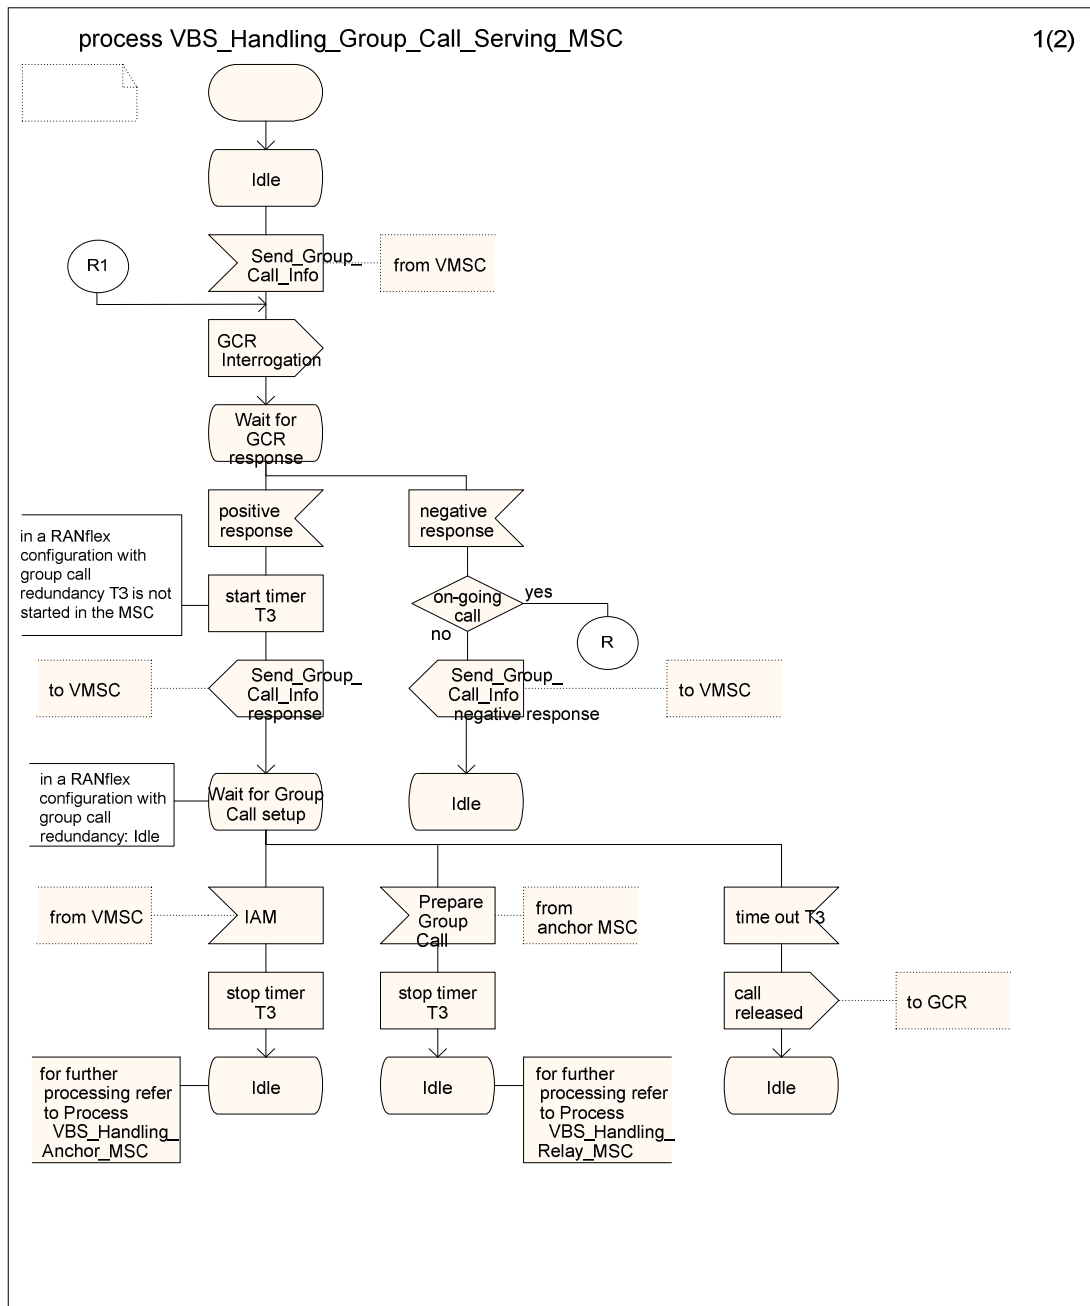 process VBS_Handling_Group_Call_Serving_MSC
1(2)
Idle
R1
Send_Group_
Call_Info
from VMSC
GCR
Interrogation
Wait for
GCR
response
positive
response
negative
response
in a RANflex
configuration with
group call
redundancy T3 is not
started in the MSC
start timer
T3
on-going
call
yes
no
R
to VMSC
Send_Group_
Call_Info
response
Send_Group_
Call_Info
negative response
to VMSC
in a RANflex
configuration with
group call
redundancy: Idle
Wait for Group
Call setup
Idle
from VMSC
IAM
Prepare
Group
Call
from
anchor MSC
time out T3
stop timer
T3
stop timer
T3
call
released
to GCR
for further
processing refer
to Process
VBS_Handling_
Anchor_MSC
Idle
Idle
for further
processing refer
to Process
VBS_Handling_
Relay_MSC
Idle